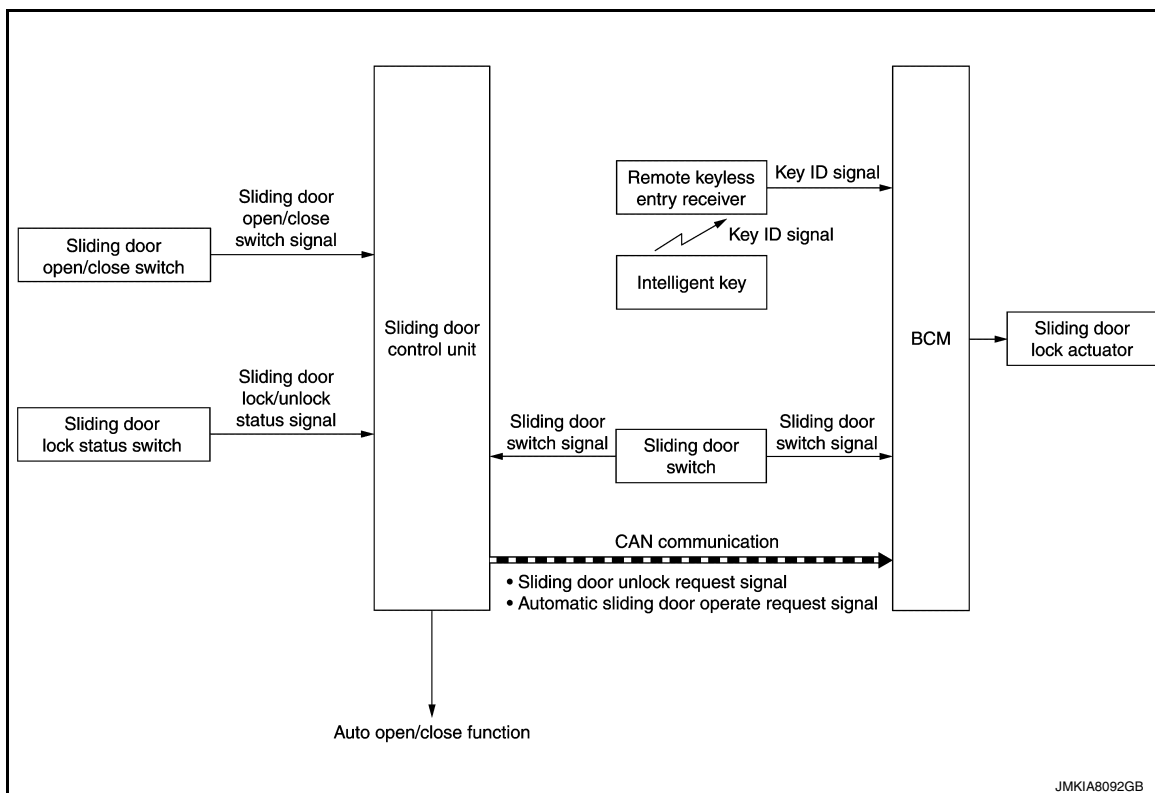 Sliding door
open/close
switch signal
Sliding door
open/close switch
Sliding door
lock/unlock
status signal
Sliding door
lock status switch
Sliding door
control unit
Remote keyless
entry receiver
Key ID signal
Key ID signal
Intelligent key
BCM
Sliding door
lock actuator
Sliding door
switch signal
Sliding door
switch
Sliding door
switch signal
CAN communication
• Sliding door unlock request signal
• Automatic sliding door operate request signal
Auto open/close function
JMKIA8092GB